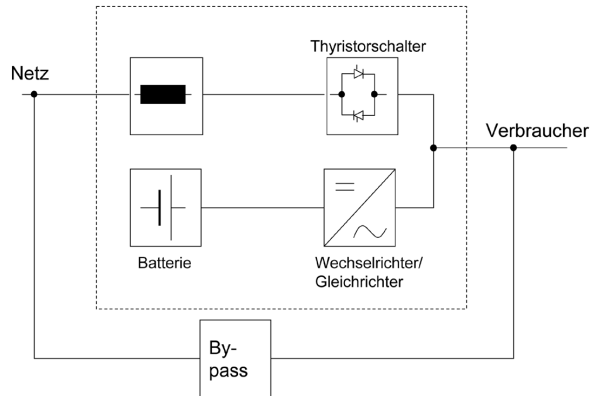 Thyristorschalter
Netz
Verbraucher
Batterie
Wechselrichter/
Gleichrichter
By-
pass